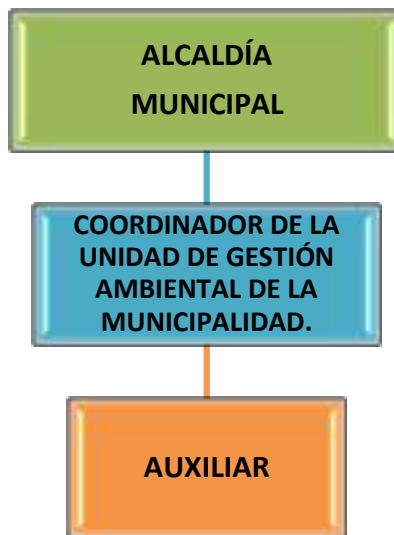 ALCALDÍA
MUNICIPAL
COORDINADOR DE LA
UNIDAD DE GESTIÓN
AMBIENTAL DE LA
MUNICIPALIDAD.
AUXILIAR